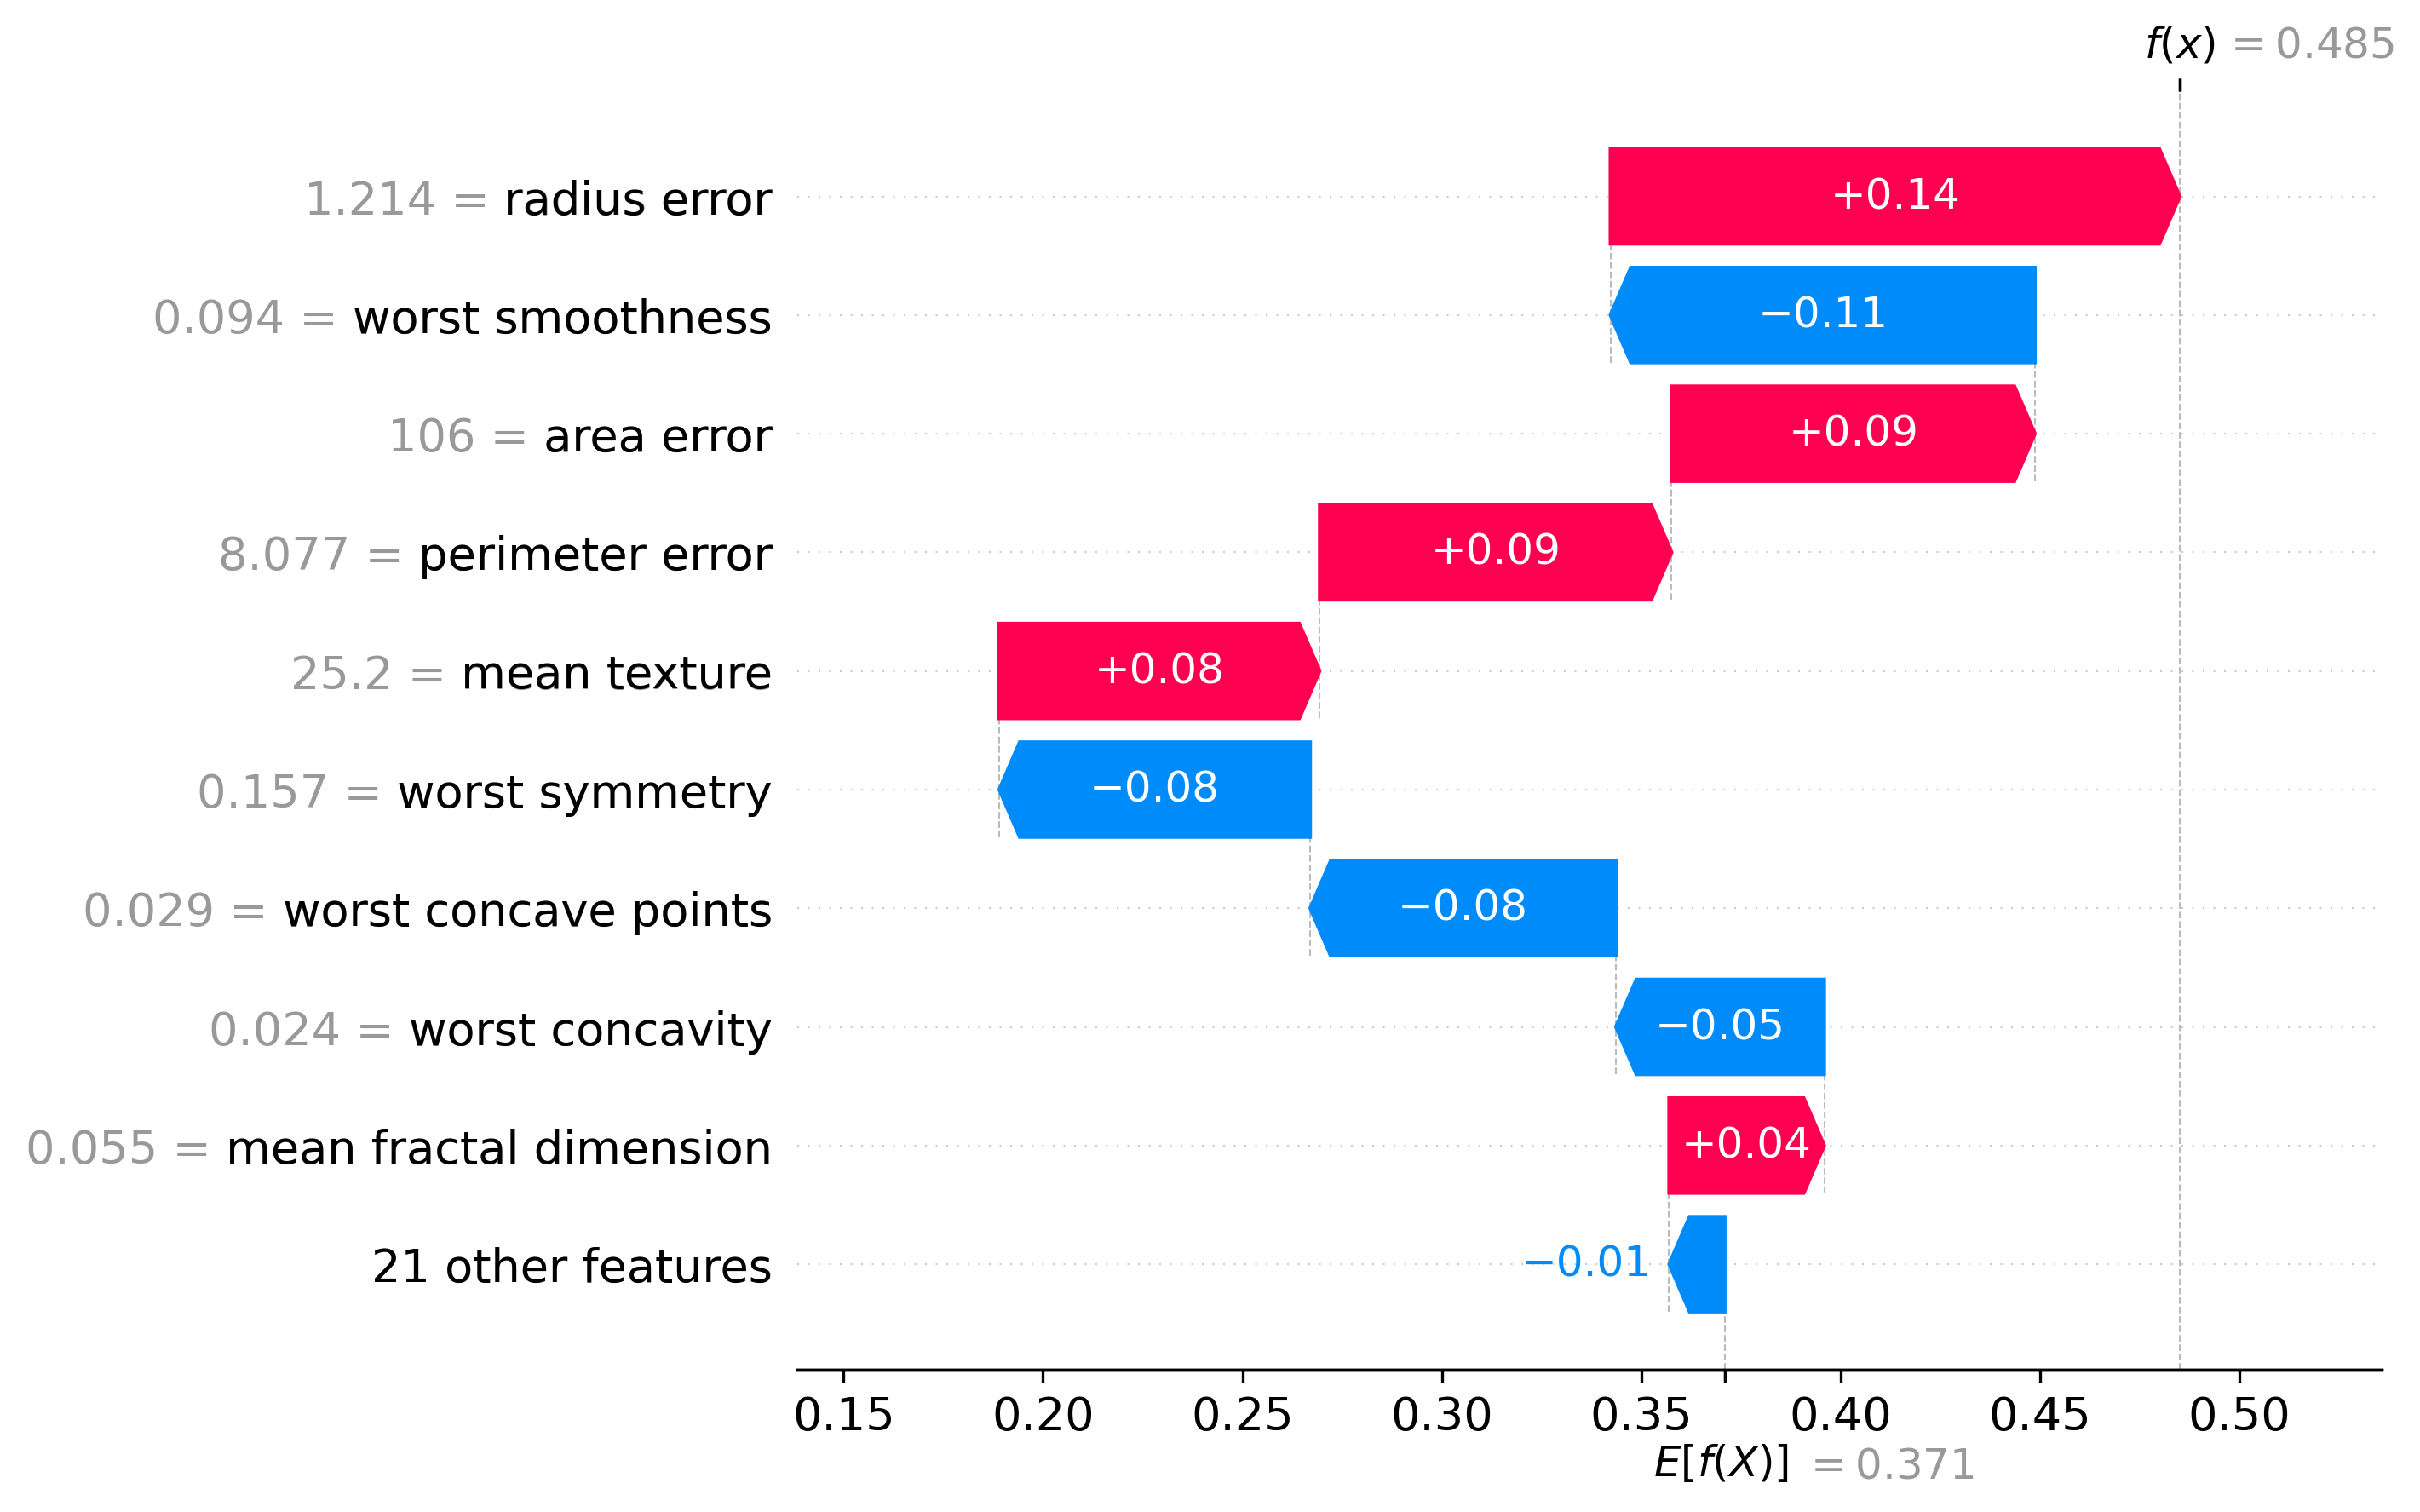 f(x) = 0.485
1.214 = radius error +0.14
0.094 = worst smoothness −0.11
106 = area error +0.09
8.077 = perimeter error +0.09
25.2 = mean texture +0.08
0.157 = worst symmetry −0.08
0.029 = worst concave points −0.08
0.024 = worst concavity −0.05
0.055 = mean fractal dimension +0.04
21 other features −0.01
0.15 0.20 0.25 0.30 0.35 0.40 0.45 0.50
E[f(X)] = 0.371